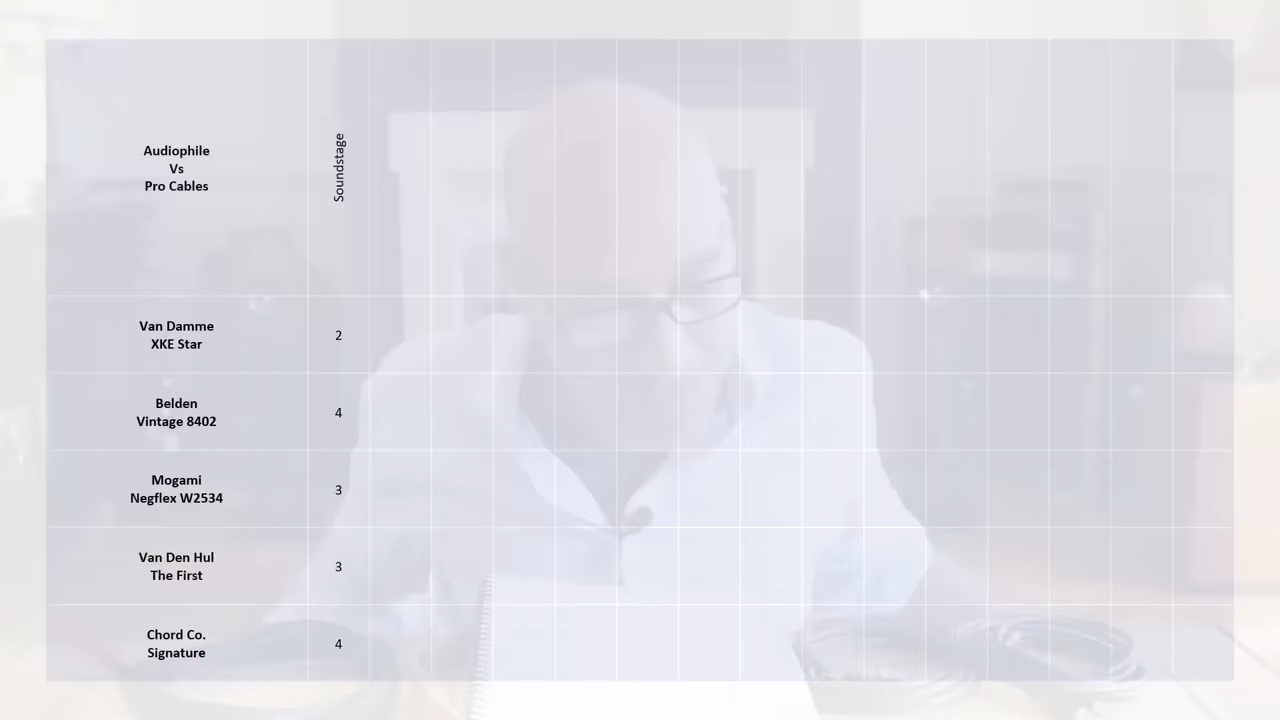 Audiophile
Vs
Pro Cables
Soundstage
Van Damme
XKE Star
2
Belden
Vintage 8402
4
Mogami
Negflex W2534
3
Van Den Hul
The First
3
Chord Co.
Signature
4